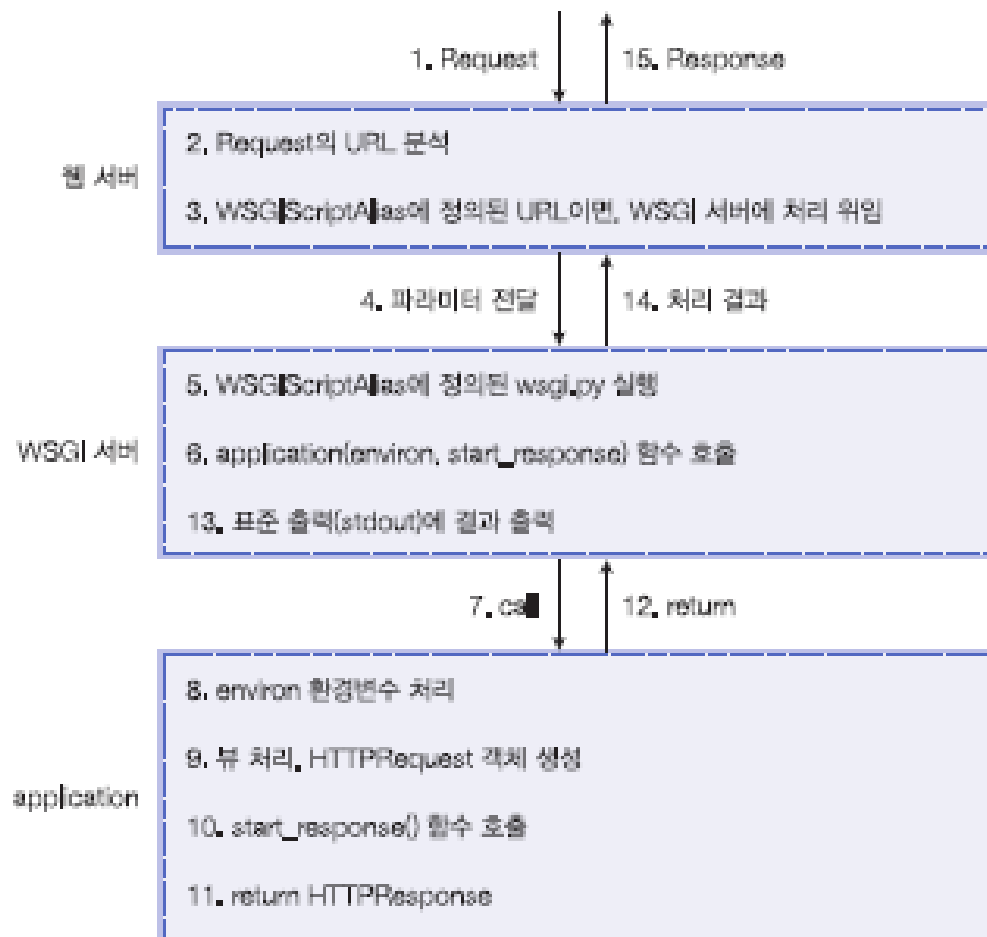 1. Request
15. Response
웹 서버
2. Request의 URL 분석
3. WSGIScriptAlias에 정의된 URL이면, WSGI 서버에 처리 위임
4. 파라미터 전달
14. 처리 결과
WSGI 서버
5. WSGIScriptAlias에 정의된 wsgi.py 실행
6. application(environ, start_response) 함수 호출
13. 표준 출력(stdout)에 결과 출력
7. call
12. return
application
8. environ 환경변수 처리
9. 뷰 처리, HTTPRequest 객체 생성
10. start_response() 함수 호출
11. return HTTPResponse